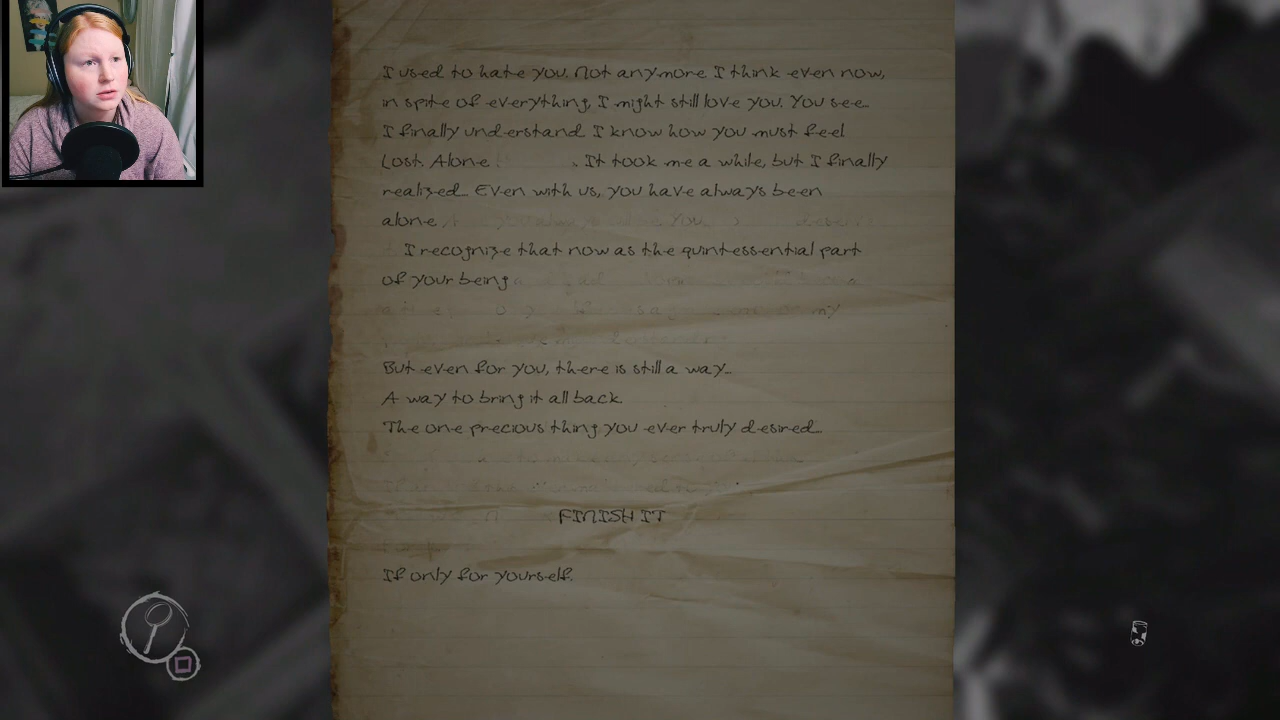 I used to hate you. Not anymore. I think even now,
in spite of everything, I might still love you. You see...
I finally understand. I know how you must feel.
Lost. Alone. It took me a while, but I finally
realized... Even with us, you have always been
alone.
I recognize that now as the quintessential part
of your being
But even for you, there is still a way...
A way to bring it all back.
The one precious thing you ever truly desired...
FINISH IT
If only for yourself.